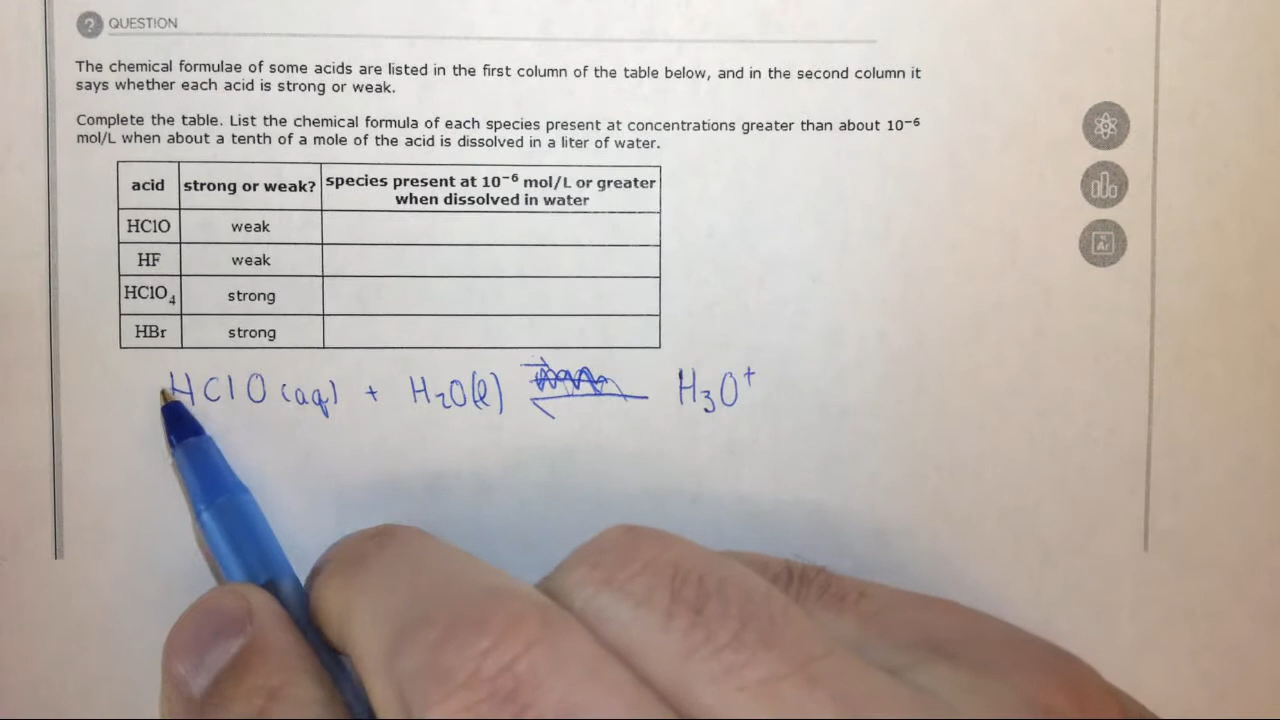 ? QUESTION
The chemical formulae of some acids are listed in the first column of the table below, and in the second column it
says whether each acid is strong or weak.
Complete the table. List the chemical formula of each species present at concentrations greater than about 10⁻⁶
mol/L when about a tenth of a mole of the acid is dissolved in a liter of water.
acid strong or weak? species present at 10⁻⁶ mol/L or greater
when dissolved in water
HClO weak
HF weak
HClO₄ strong
HBr strong
HClO (aq) + H₂O(l) ⇌ H₃O⁺
Ar